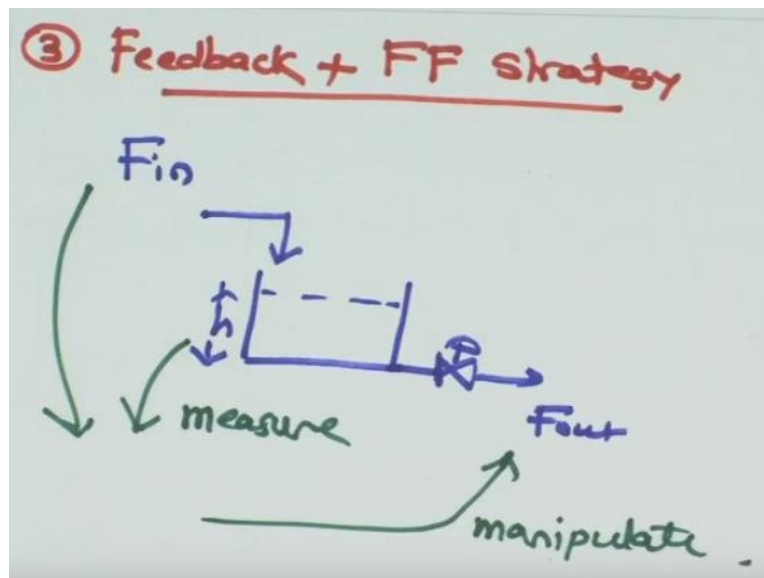 ③ Feedback + FF strategy
Fin
h
measure
Fout
manipulate.